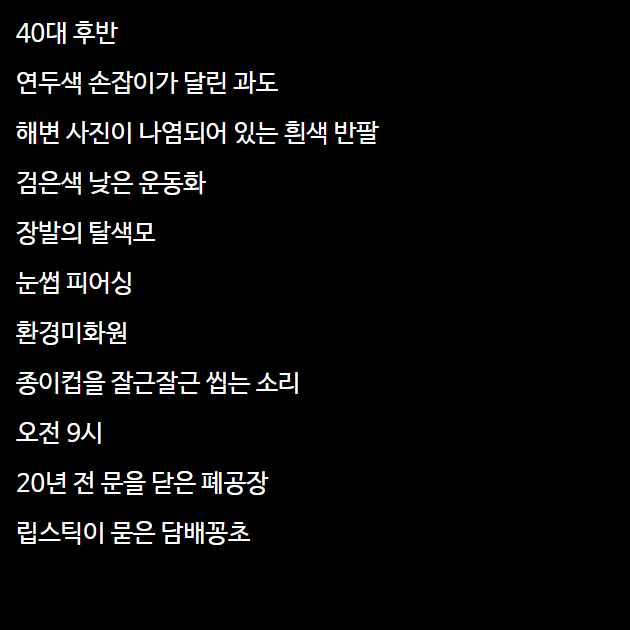 40대 후반
연두색 손잡이가 달린 과도
해변 사진이 나염되어 있는 흰색 반팔
검은색 낮은 운동화
장발의 탈색모
눈썹 피어싱
환경미화원
종이컵을 잘근잘근 씹는 소리
오전 9시
20년 전 문을 닫은 폐공장
립스틱이 묻은 담배꽁초